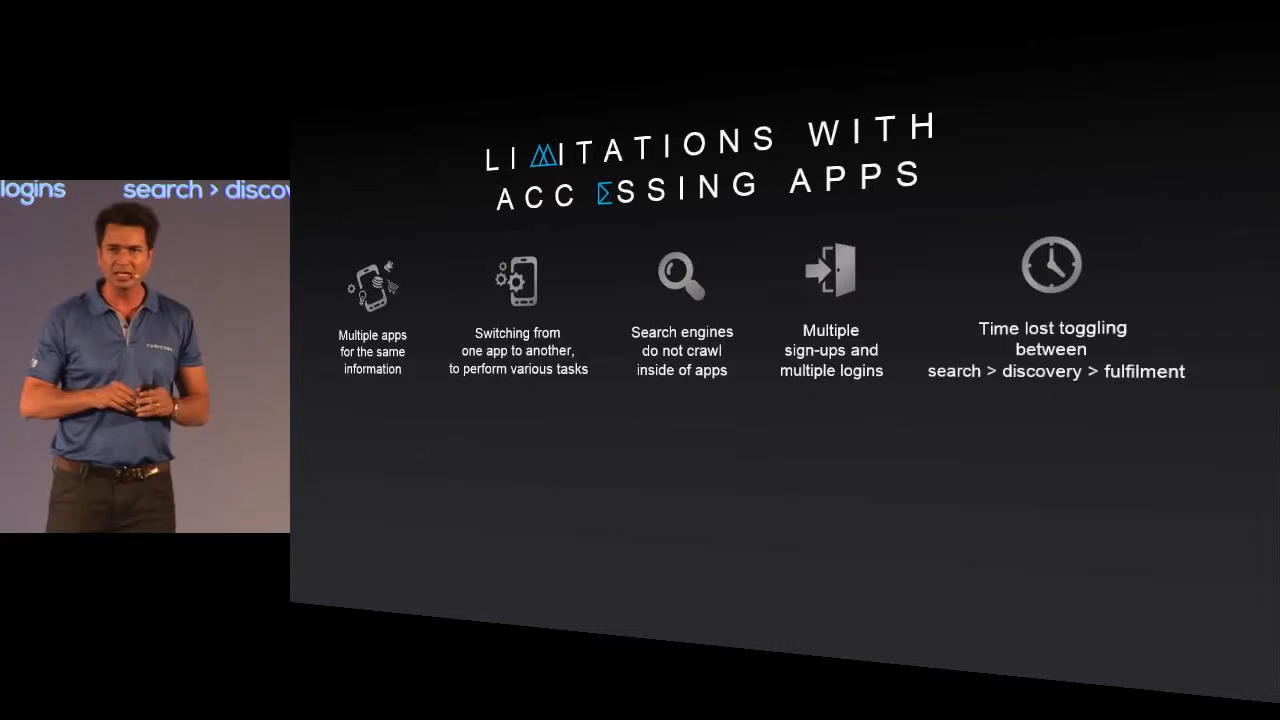 logins
search > disco
LIMITATIONS WITH
ACCESSING APPS
Multiple apps
for the same
information
Switching from
one app to another,
to perform various tasks
Search engines
do not crawl
inside of apps
Multiple
sign-ups and
multiple logins
Time lost toggling
between
search > discovery > fulfilment